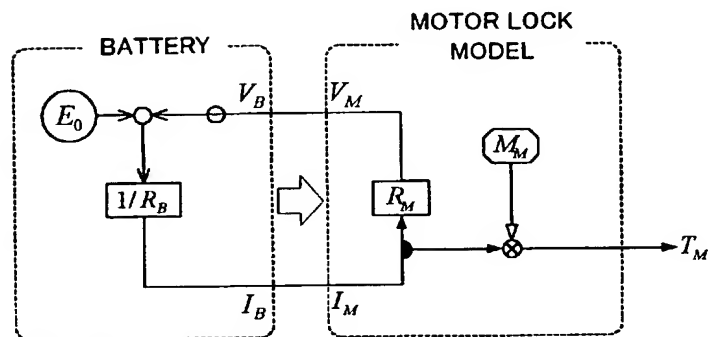 BATTERY
MOTOR LOCK
MODEL
E0
VB
VM
MM
1/RB
RM
TM
IB
IM